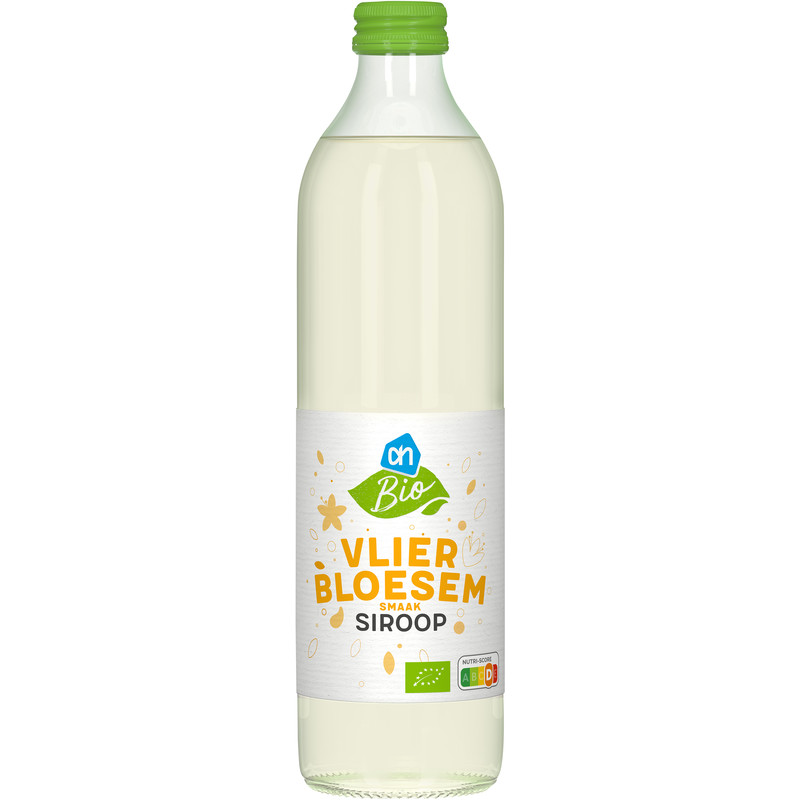 ah
Bio
VLIER
BLOESEM
SMAAK
SIROOP
NUTRI-SCORE
A B C D E